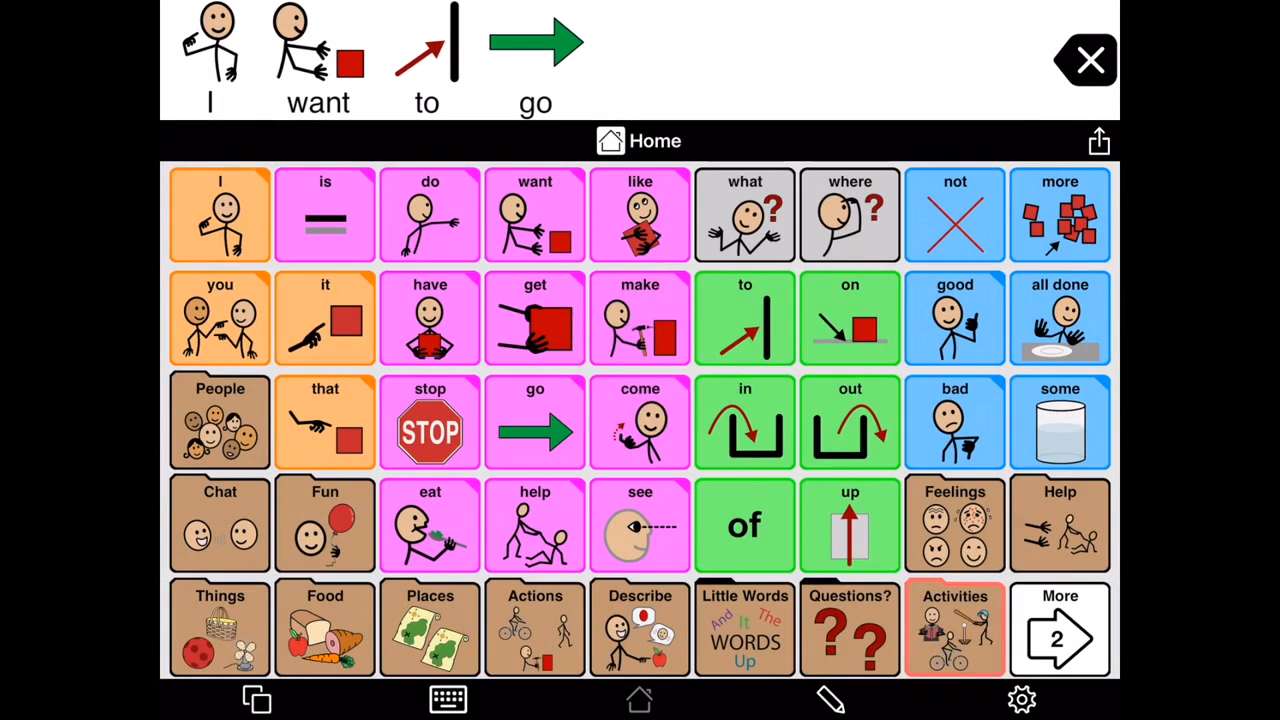 I want to go
Home
I is do want like what where not more
you it have get make to on good all done
People that stop go come in out bad some
STOP
Chat Fun eat help see of up Feelings Help
Things Food Places Actions Describe Little Words Questions? Activities More
And It The
WORDS
Up
2